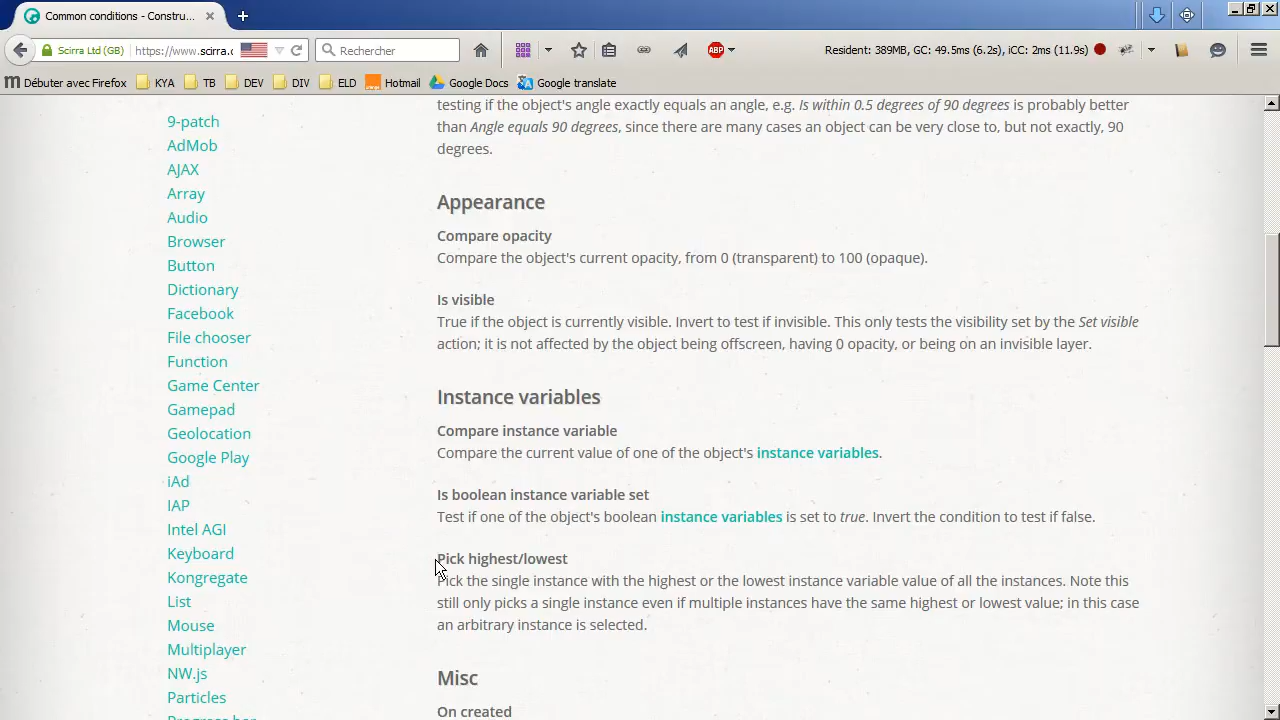 Common conditions - Constru...
Scirra Ltd (GB)
https://www.scirra.c
Rechercher
ABP
Resident: 389MB, GC: 49.5ms (6.2s), iCC: 2ms (11.9s)
Débuter avec Firefox
KYA
TB
DEV
DIV
ELD
Hotmail
Google Docs
Google translate
9-patch
AdMob
AJAX
Array
Audio
Browser
Button
Dictionary
Facebook
File chooser
Function
Game Center
Gamepad
Geolocation
Google Play
iAd
IAP
Intel AGI
Keyboard
Kongregate
List
Mouse
Multiplayer
NW.js
Particles
Progress bar
testing if the object's angle exactly equals an angle, e.g. Is within 0.5 degrees of 90 degrees is probably better
than Angle equals 90 degrees, since there are many cases an object can be very close to, but not exactly, 90
degrees.
Appearance
Compare opacity
Compare the object's current opacity, from 0 (transparent) to 100 (opaque).
Is visible
True if the object is currently visible. Invert to test if invisible. This only tests the visibility set by the Set visible
action; it is not affected by the object being offscreen, having 0 opacity, or being on an invisible layer.
Instance variables
Compare instance variable
Compare the current value of one of the object's instance variables.
Is boolean instance variable set
Test if one of the object's boolean instance variables is set to true. Invert the condition to test if false.
Pick highest/lowest
Pick the single instance with the highest or the lowest instance variable value of all the instances. Note this
still only picks a single instance even if multiple instances have the same highest or lowest value; in this case
an arbitrary instance is selected.
Misc
On created